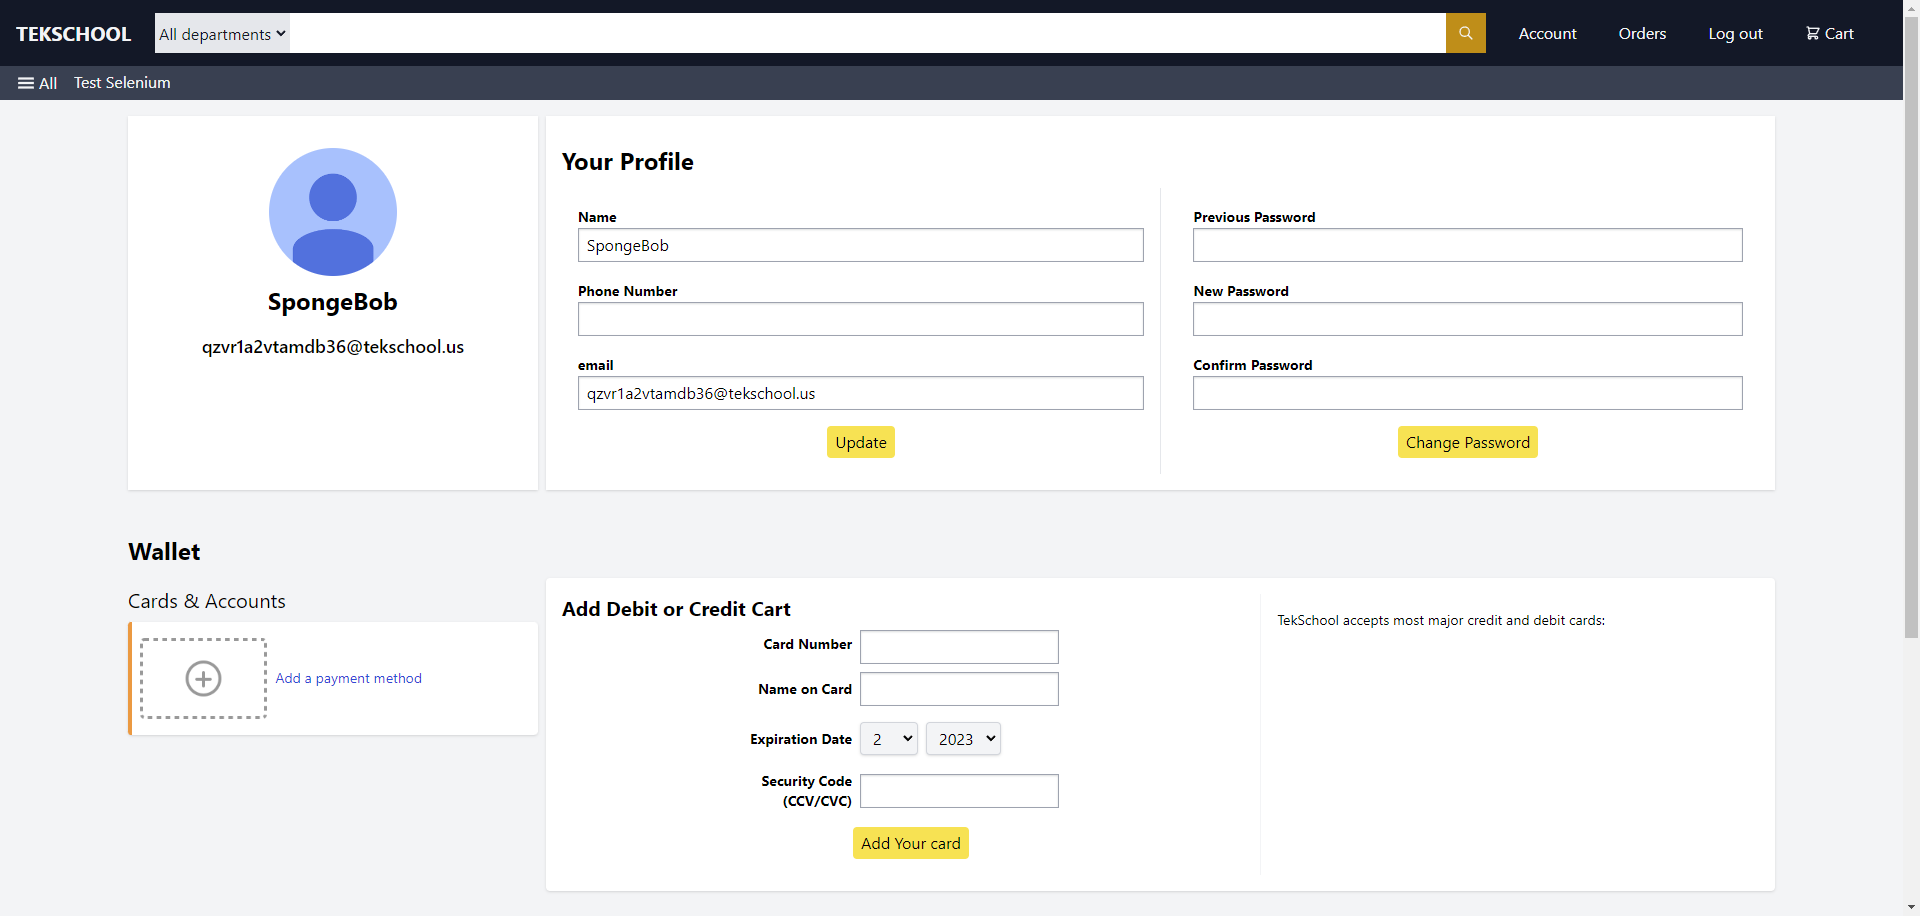 TEKSCHOOL
All departments
Account
Orders
Log out
Cart
All
Test Selenium
SpongeBob
qzvr1a2vtamdb36@tekschool.us
Your Profile
Name
SpongeBob
Phone Number
email
qzvr1a2vtamdb36@tekschool.us
Update
Previous Password
New Password
Confirm Password
Change Password
Wallet
Cards & Accounts
Add a payment method
Add Debit or Credit Cart
Card Number
Name on Card
Expiration Date
2
2023
Security Code
(CCV/CVC)
Add Your card
TekSchool accepts most major credit and debit cards: